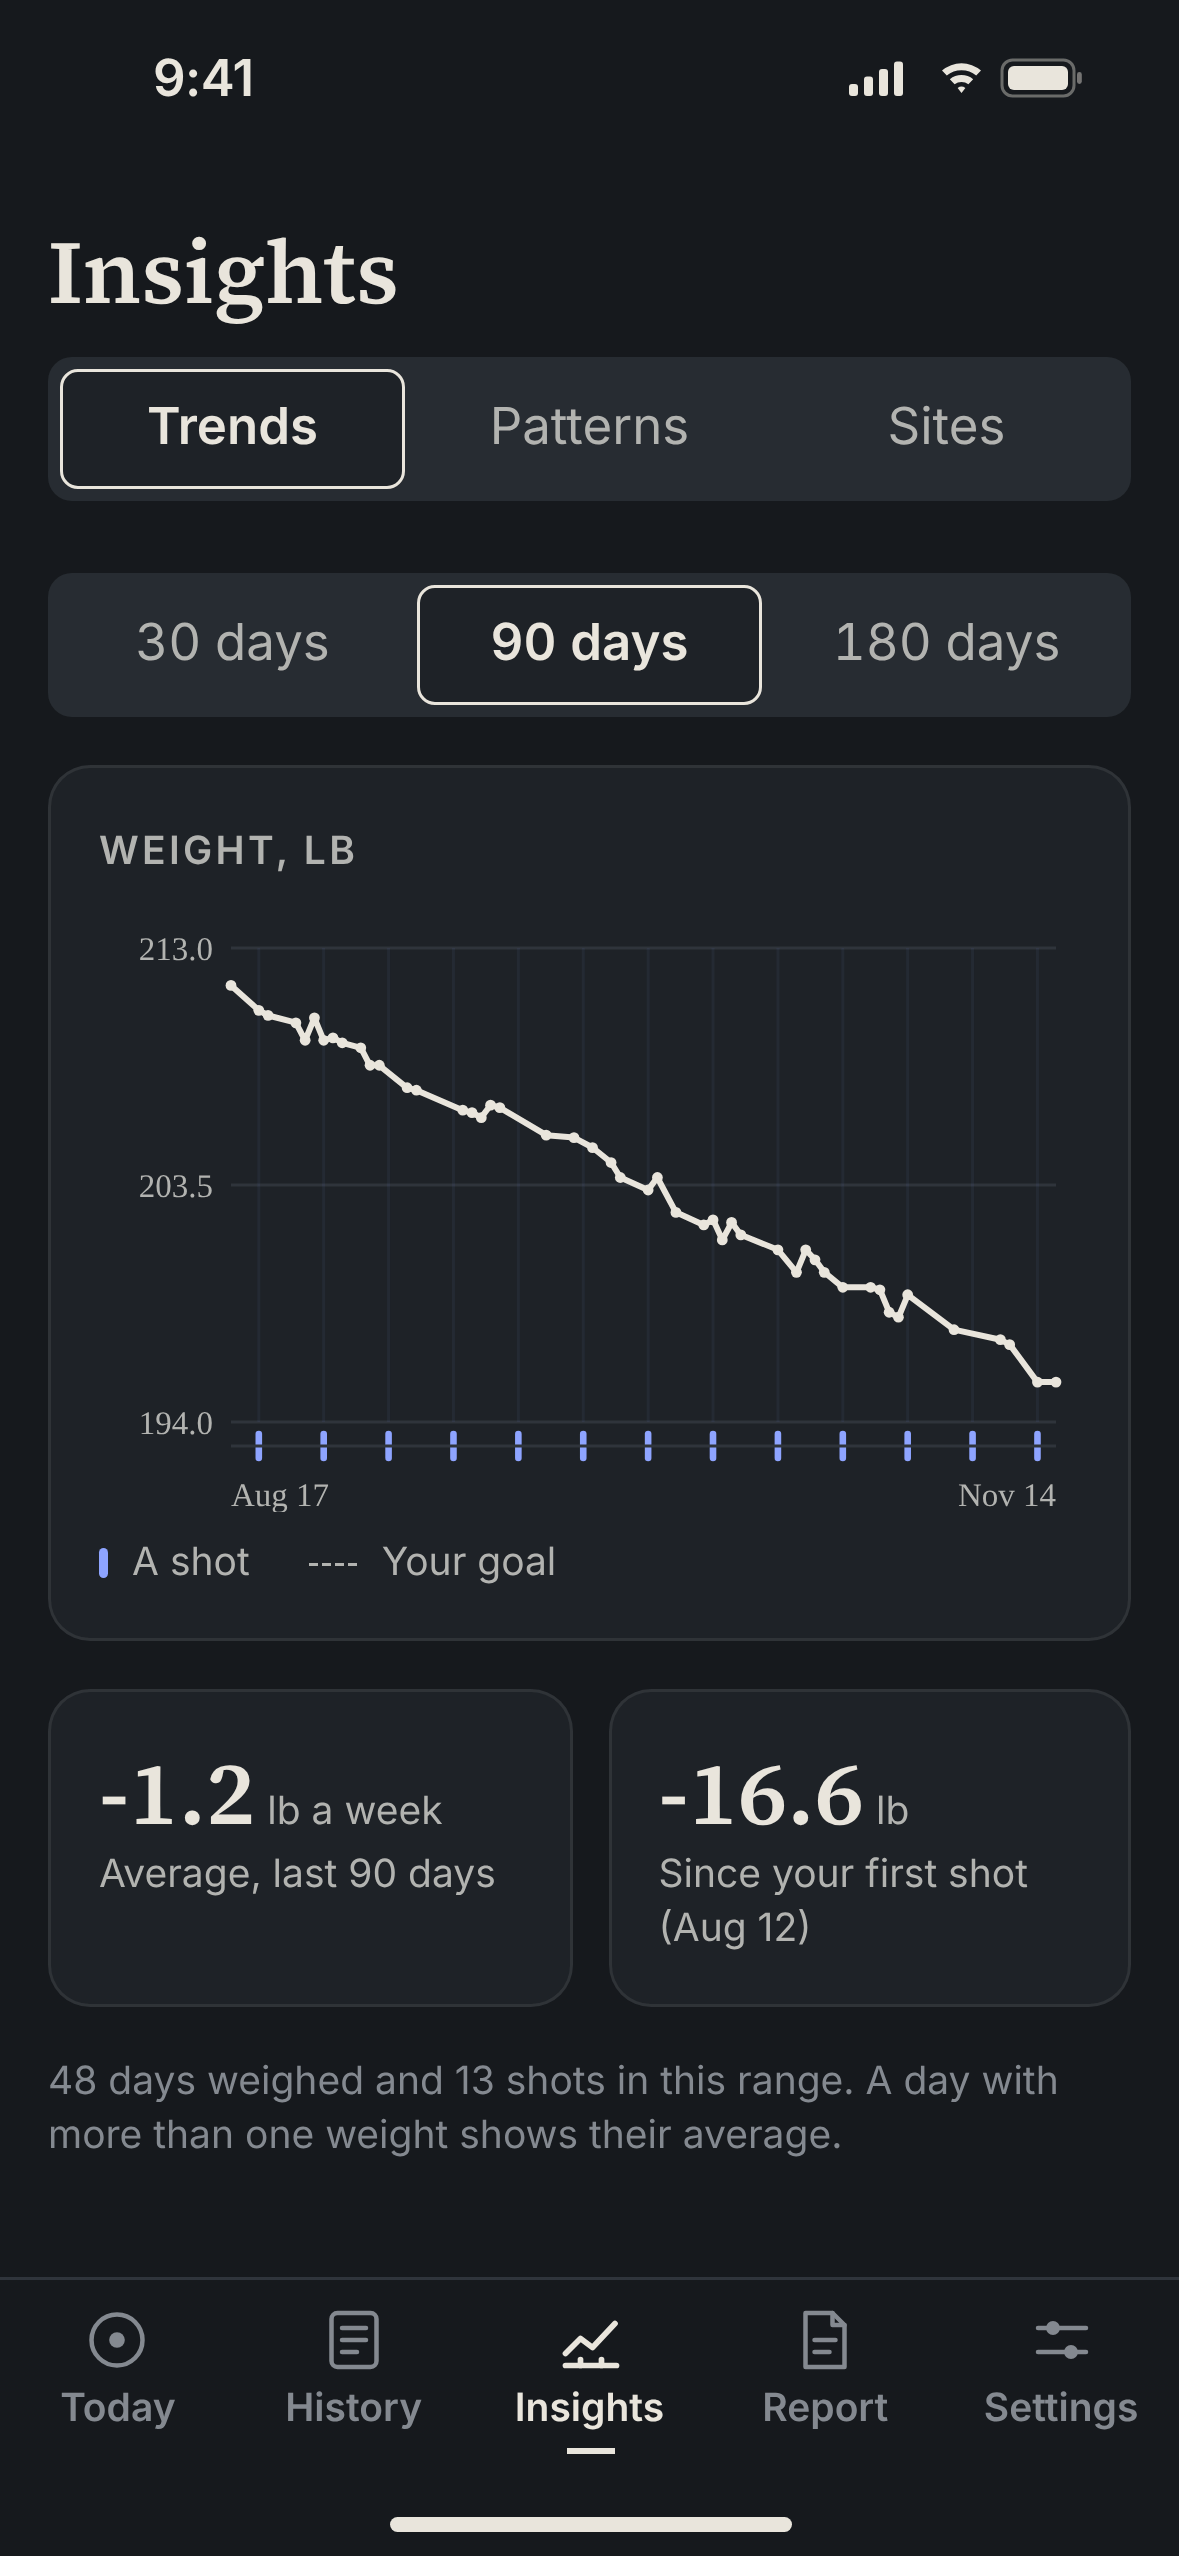 9:41
Insights
Trends
Patterns
Sites
30 days
90 days
180 days
WEIGHT, LB
213.0
203.5
194.0
Aug 17
Nov 14
A shot
Your goal
-1.2 lb a week
Average, last 90 days
-16.6 lb
Since your first shot
(Aug 12)
48 days weighed and 13 shots in this range. A day with
more than one weight shows their average.
Today
History
Insights
Report
Settings